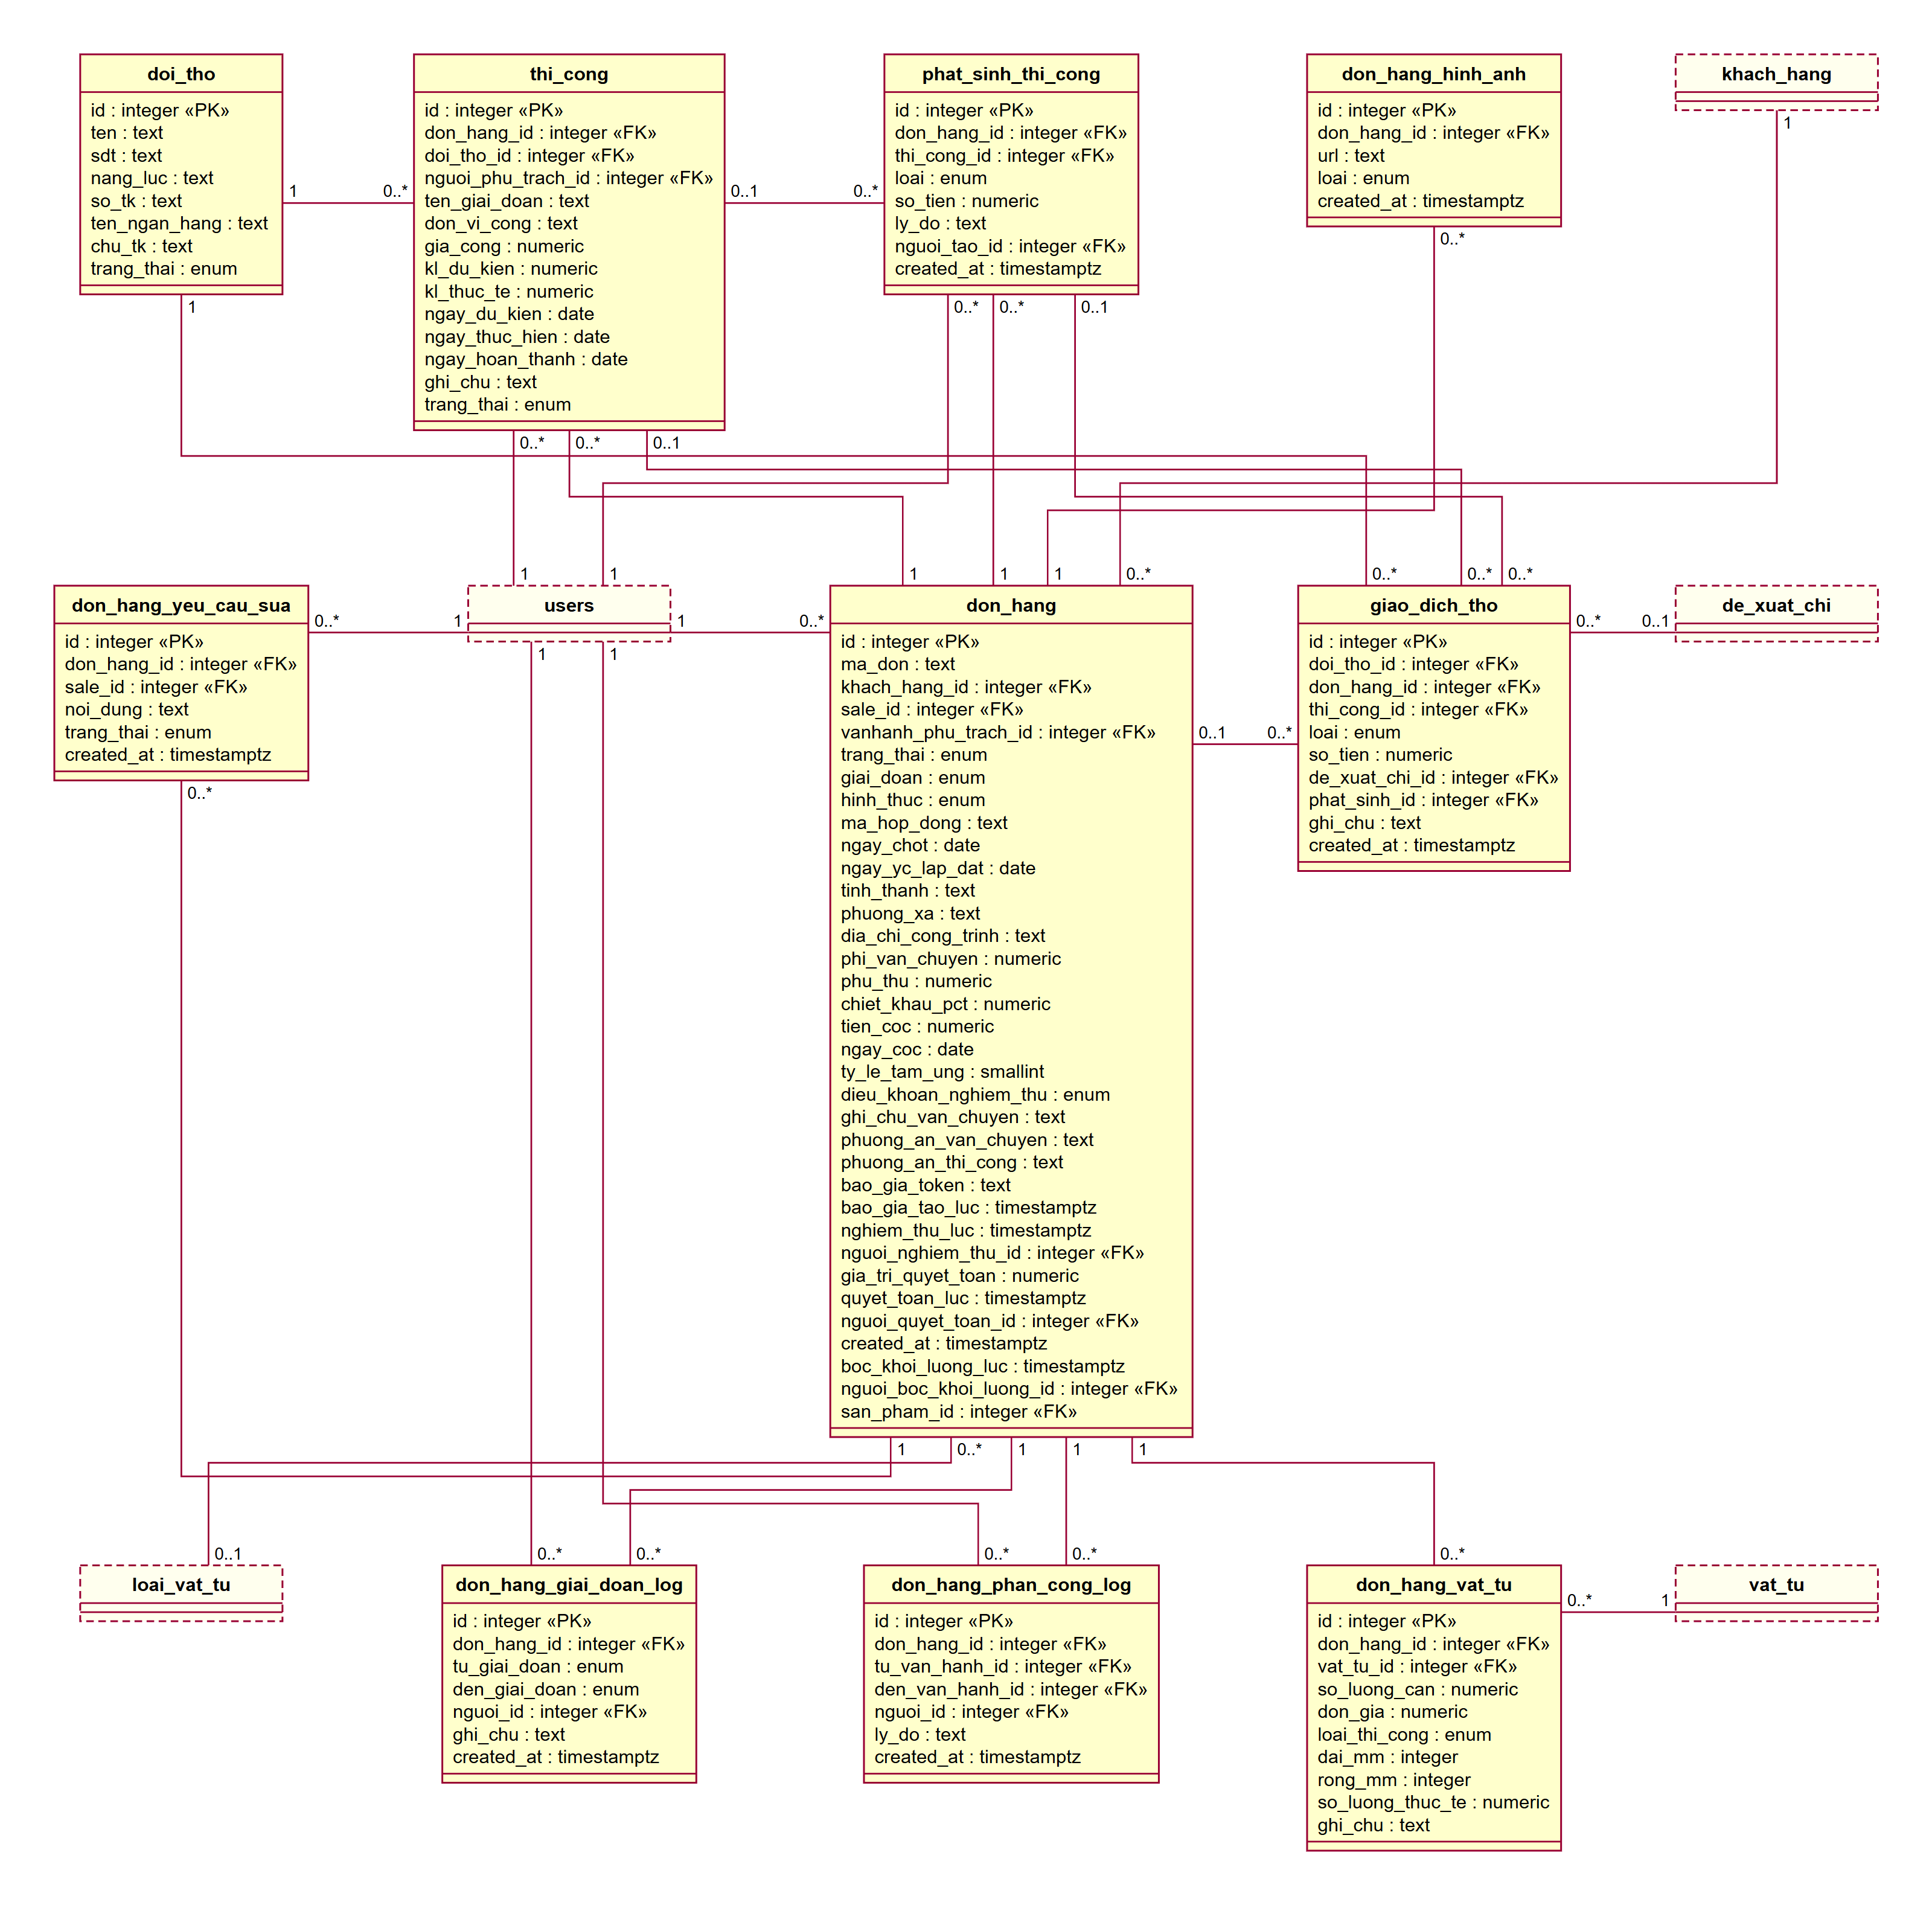 doi_tho
id : integer «PK»
ten : text
sdt : text
nang_luc : text
so_tk : text
ten_ngan_hang : text
chu_tk : text
trang_thai : enum
1
0..*
1
thi_cong
id : integer «PK»
don_hang_id : integer «FK»
doi_tho_id : integer «FK»
nguoi_phu_trach_id : integer «FK»
ten_giai_doan : text
don_vi_cong : text
gia_cong : numeric
kl_du_kien : numeric
kl_thuc_te : numeric
ngay_du_kien : date
ngay_thuc_hien : date
ngay_hoan_thanh : date
ghi_chu : text
trang_thai : enum
0..1
0..*
0..*
0..*
0..1
phat_sinh_thi_cong
id : integer «PK»
don_hang_id : integer «FK»
thi_cong_id : integer «FK»
loai : enum
so_tien : numeric
ly_do : text
nguoi_tao_id : integer «FK»
created_at : timestamptz
0..*
0..*
0..1
don_hang_hinh_anh
id : integer «PK»
don_hang_id : integer «FK»
url : text
loai : enum
created_at : timestamptz
0..*
khach_hang
1
1
1
1
1
1
0..*
0..*
0..*
0..*
don_hang_yeu_cau_sua
id : integer «PK»
don_hang_id : integer «FK»
sale_id : integer «FK»
noi_dung : text
trang_thai : enum
created_at : timestamptz
0..*
1
0..*
users
1
0..*
1
1
don_hang
id : integer «PK»
ma_don : text
khach_hang_id : integer «FK»
sale_id : integer «FK»
vanhanh_phu_trach_id : integer «FK»
trang_thai : enum
giai_doan : enum
hinh_thuc : enum
ma_hop_dong : text
ngay_chot : date
ngay_yc_lap_dat : date
tinh_thanh : text
phuong_xa : text
dia_chi_cong_trinh : text
phi_van_chuyen : numeric
phu_thu : numeric
chiet_khau_pct : numeric
tien_coc : numeric
ngay_coc : date
ty_le_tam_ung : smallint
dieu_khoan_nghiem_thu : enum
ghi_chu_van_chuyen : text
phuong_an_van_chuyen : text
phuong_an_thi_cong : text
bao_gia_token : text
bao_gia_tao_luc : timestamptz
nghiem_thu_luc : timestamptz
nguoi_nghiem_thu_id : integer «FK»
gia_tri_quyet_toan : numeric
quyet_toan_luc : timestamptz
nguoi_quyet_toan_id : integer «FK»
created_at : timestamptz
boc_khoi_luong_luc : timestamptz
nguoi_boc_khoi_luong_id : integer «FK»
san_pham_id : integer «FK»
0..1
0..*
giao_dich_tho
id : integer «PK»
doi_tho_id : integer «FK»
don_hang_id : integer «FK»
thi_cong_id : integer «FK»
loai : enum
so_tien : numeric
de_xuat_chi_id : integer «FK»
phat_sinh_id : integer «FK»
ghi_chu : text
created_at : timestamptz
0..*
0..1
de_xuat_chi
1
0..*
1
1
1
0..1
0..*
0..*
0..*
0..*
0..*
loai_vat_tu
don_hang_giai_doan_log
id : integer «PK»
don_hang_id : integer «FK»
tu_giai_doan : enum
den_giai_doan : enum
nguoi_id : integer «FK»
ghi_chu : text
created_at : timestamptz
don_hang_phan_cong_log
id : integer «PK»
don_hang_id : integer «FK»
tu_van_hanh_id : integer «FK»
den_van_hanh_id : integer «FK»
nguoi_id : integer «FK»
ly_do : text
created_at : timestamptz
don_hang_vat_tu
id : integer «PK»
don_hang_id : integer «FK»
vat_tu_id : integer «FK»
so_luong_can : numeric
don_gia : numeric
loai_thi_cong : enum
dai_mm : integer
rong_mm : integer
so_luong_thuc_te : numeric
ghi_chu : text
0..*
1
vat_tu